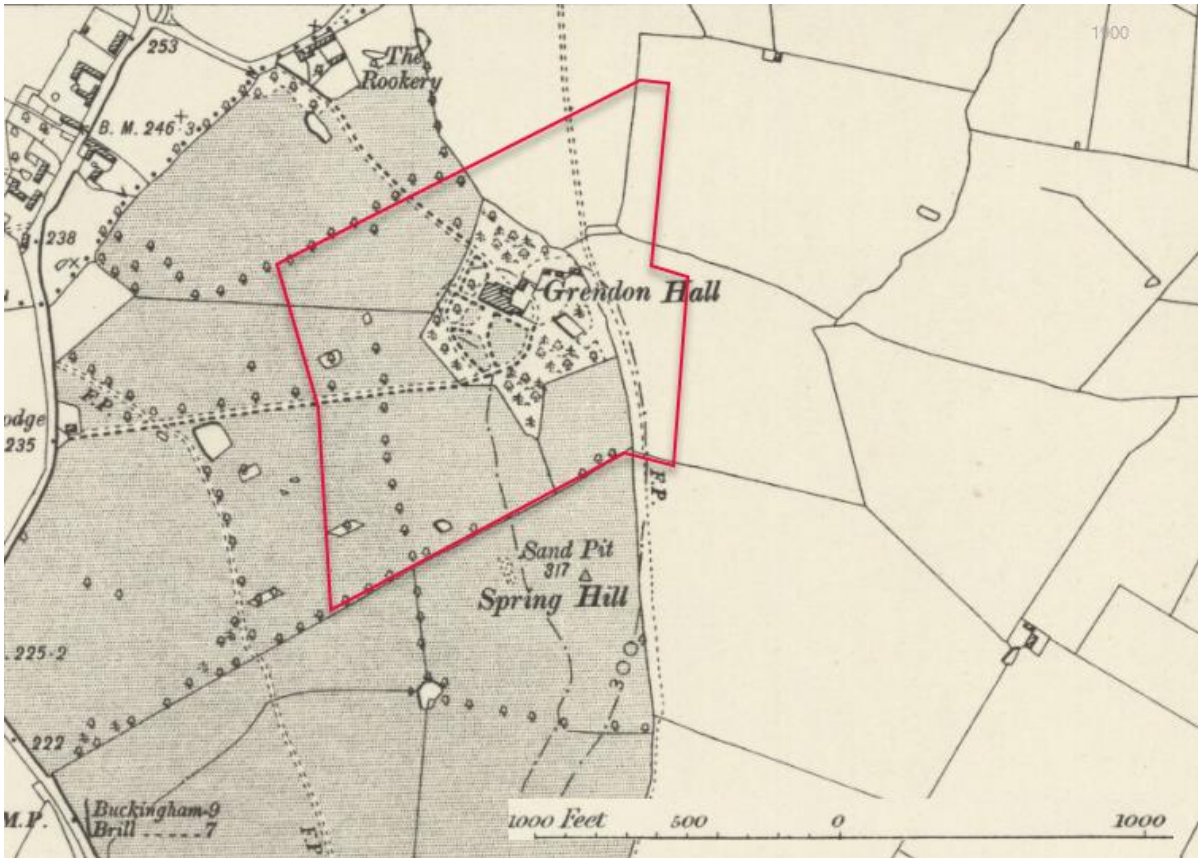 1900
253
The
Rookery
B. M. 246·3
238
Grendon Hall
F.P.
odge
235
F.P.
Sand Pit
317
Spring Hill
225·2
222
M.P.
Buckingham-9
Brill ------- 7
F.P
1000 Feet 500 0 1000